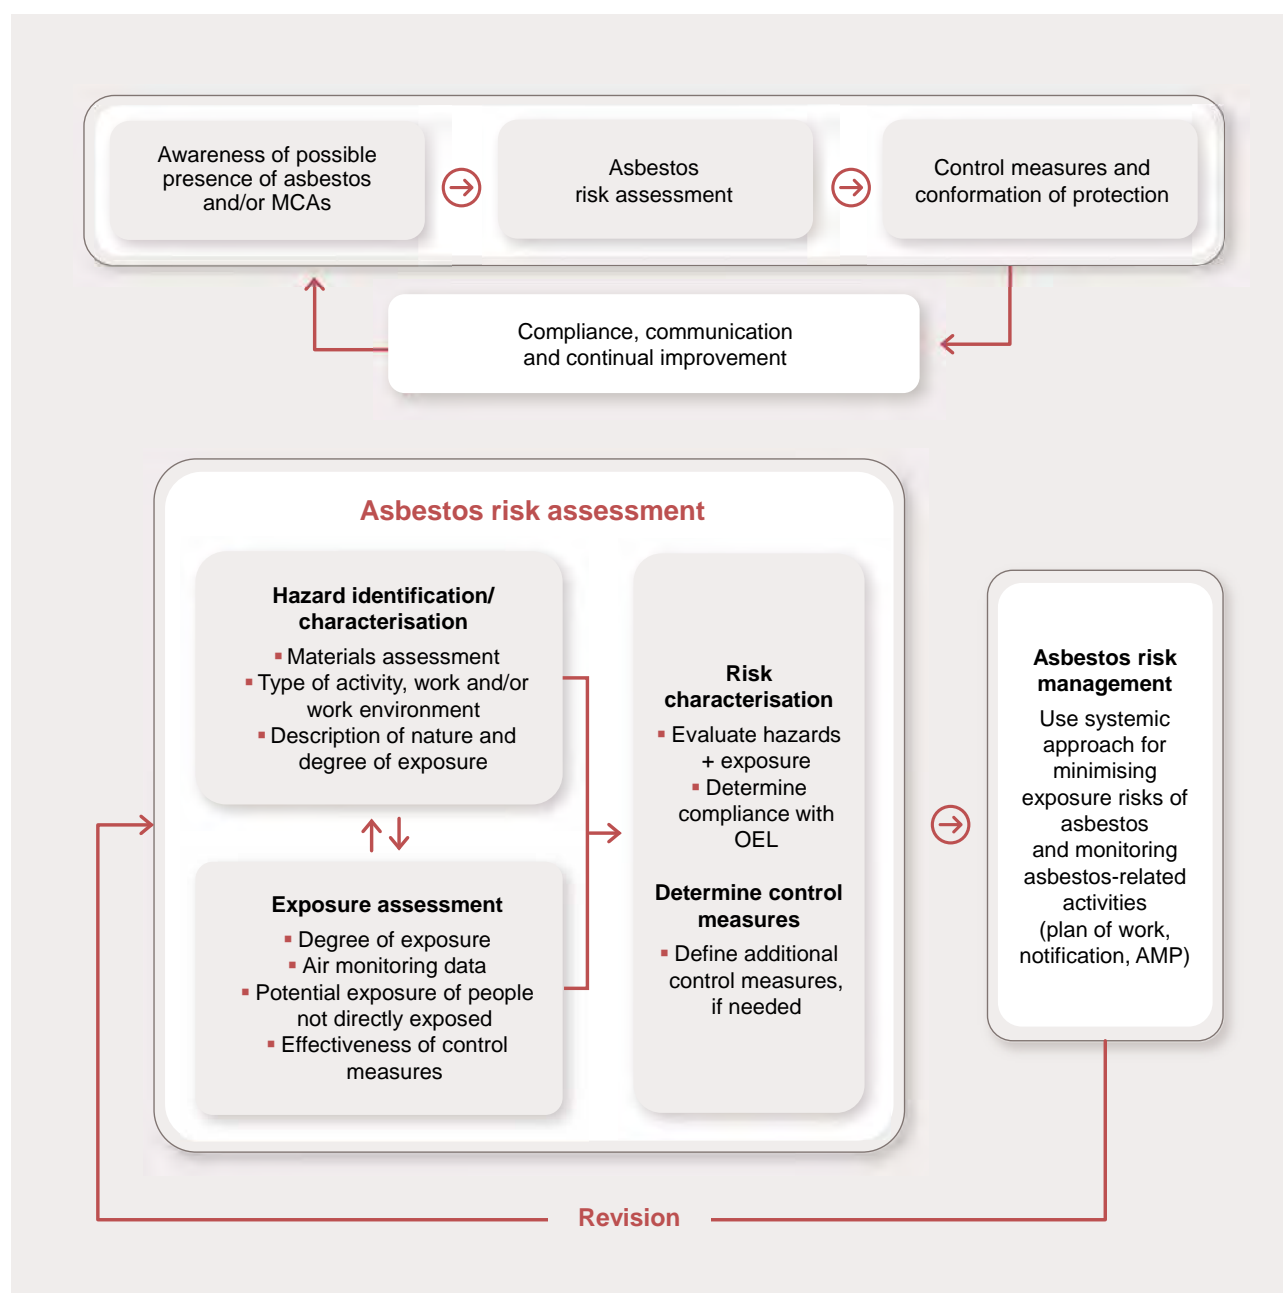 Awareness of possible
presence of asbestos
and/or MCAs
Asbestos
risk assessment
Control measures and
conformation of protection
Compliance, communication
and continual improvement
Asbestos risk assessment
Hazard identification/
characterisation
▪ Materials assessment
▪ Type of activity, work and/or
work environment
▪ Description of nature and
degree of exposure
Exposure assessment
▪ Degree of exposure
▪ Air monitoring data
▪ Potential exposure of people
not directly exposed
▪ Effectiveness of control
measures
Risk
characterisation
▪ Evaluate hazards
+ exposure
▪ Determine
compliance with
OEL
Determine control
measures
▪ Define additional
control measures,
if needed
Asbestos risk
management
Use systemic
approach for
minimising
exposure risks of
asbestos
and monitoring
asbestos-related
activities
(plan of work,
notification, AMP)
Revision